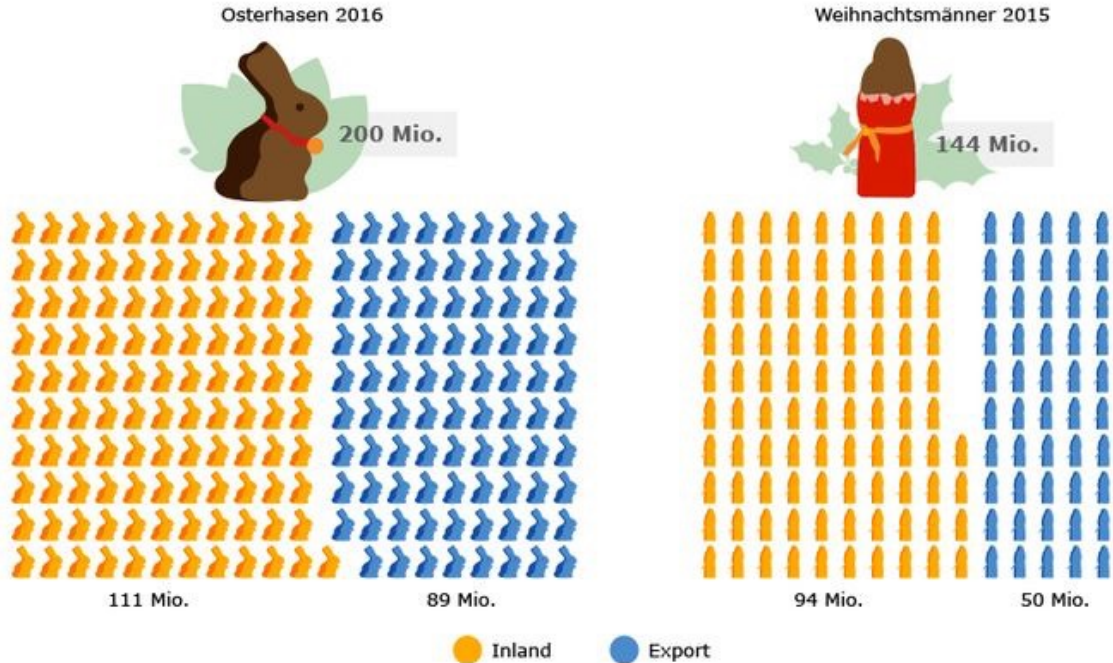 Osterhasen 2016
Weihnachtsmänner 2015
200 Mio.
144 Mio.
111 Mio.
89 Mio.
94 Mio.
50 Mio.
Inland
Export